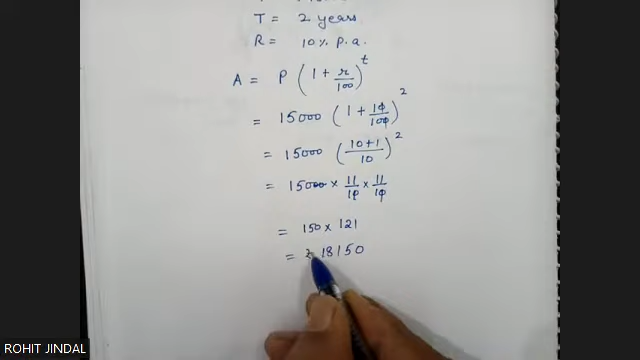 T = 2 years
R = 10% p.a.
A = P (1 + r/100)^t
= 15000 (1 + 10/100)^2
= 15000 ((10+1)/10)^2
= 15000 × 11/10 × 11/10
= 150 × 121
= 18150
ROHIT JINDAL